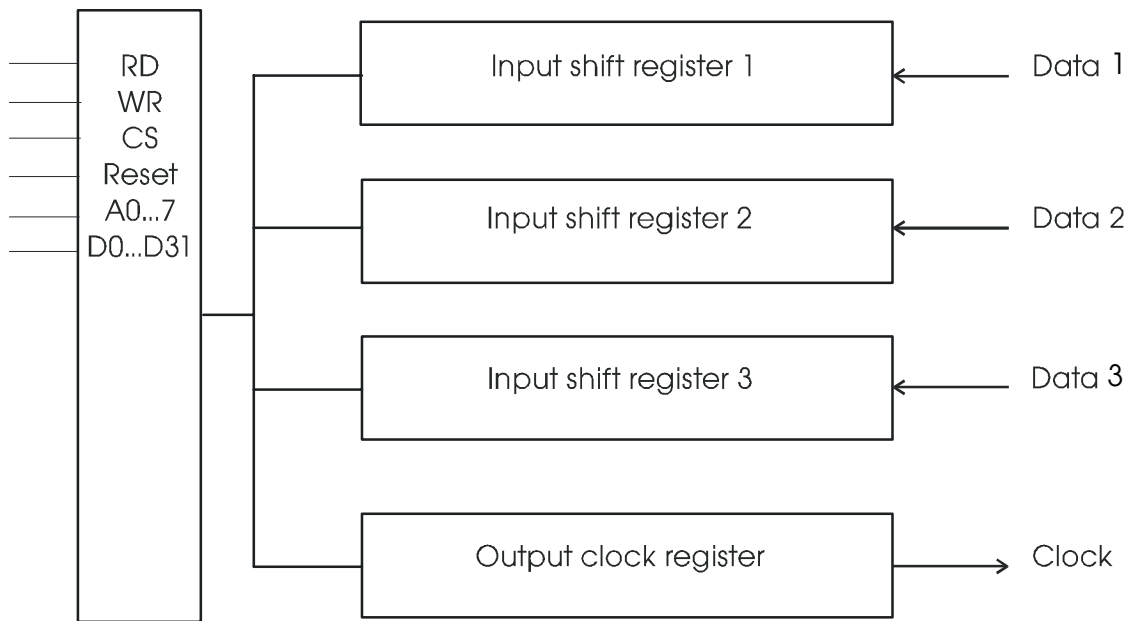 RD
WR
CS
Reset
A0...7
D0...D31
Input shift register 1
Data 1
Input shift register 2
Data 2
Input shift register 3
Data 3
Output clock register
Clock